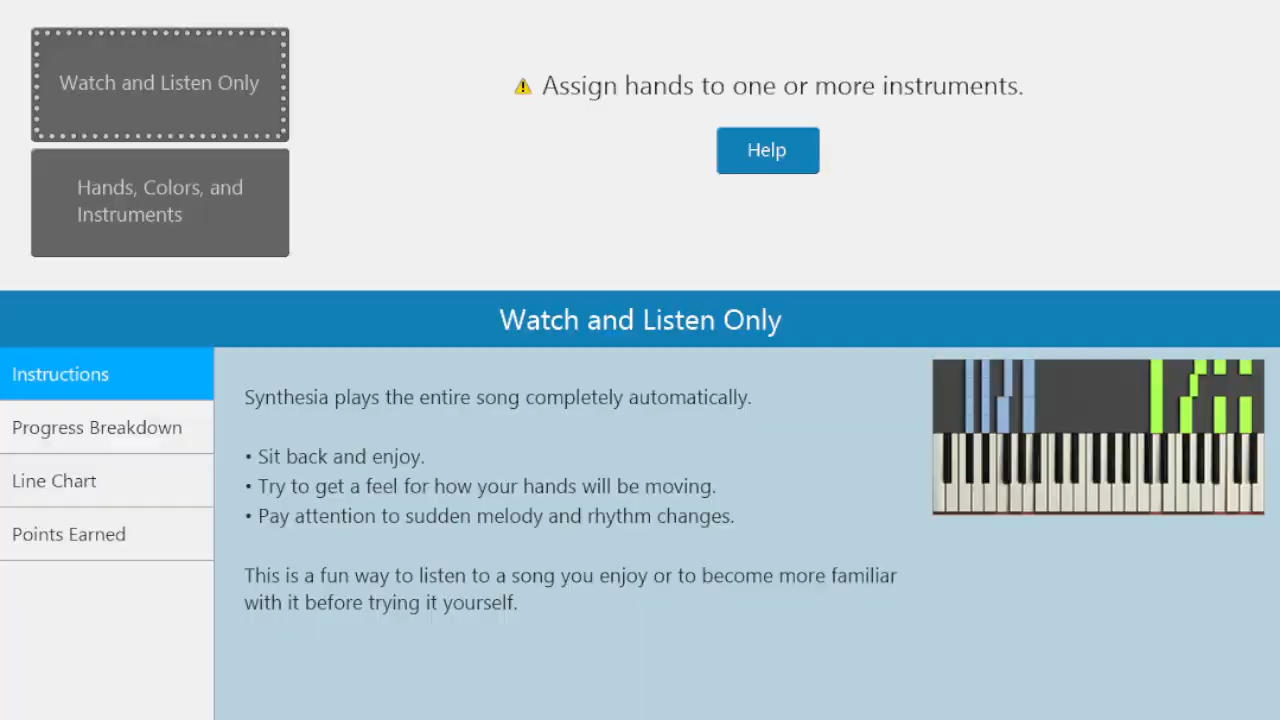 Watch and Listen Only
Assign hands to one or more instruments.
Help
Hands, Colors, and
Instruments
Watch and Listen Only
Instructions
Progress Breakdown
Line Chart
Points Earned
Synthesia plays the entire song completely automatically.
• Sit back and enjoy.
• Try to get a feel for how your hands will be moving.
• Pay attention to sudden melody and rhythm changes.
This is a fun way to listen to a song you enjoy or to become more familiar
with it before trying it yourself.